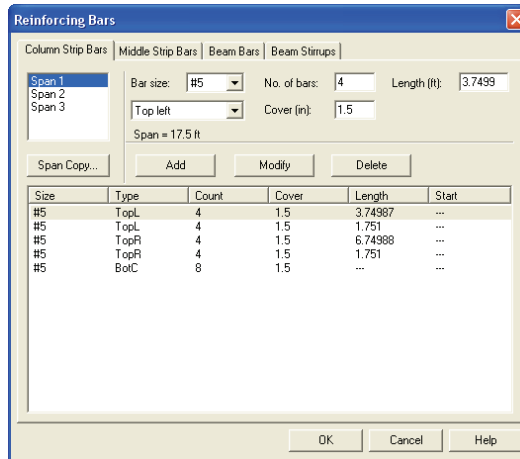 Reinforcing Bars
Column Strip Bars Middle Strip Bars Beam Bars Beam Stirrups
Span 1
Span 2
Span 3
Bar size: #5 No. of bars: 4 Length (ft): 3.7499
Top left Cover (in): 1.5
Span = 17.5 ft
Span Copy... Add Modify Delete
Size Type Count Cover Length Start
#5 TopL 4 1.5 3.74987 ---
#5 TopL 4 1.5 1.751 ---
#5 TopR 4 1.5 6.74988 ---
#5 TopR 4 1.5 1.751 ---
#5 BotC 8 1.5 --- ---
OK Cancel Help